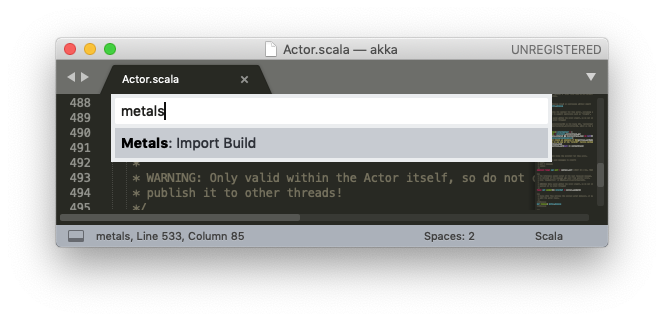 Actor.scala — akka
UNREGISTERED
Actor.scala ×
488
metals
489
490
Metals: Import Build
491
492 *
493 * WARNING: Only valid within the Actor itself, so do not
494 * publish it to other threads!
495 */
metals, Line 533, Column 85
Spaces: 2
Scala